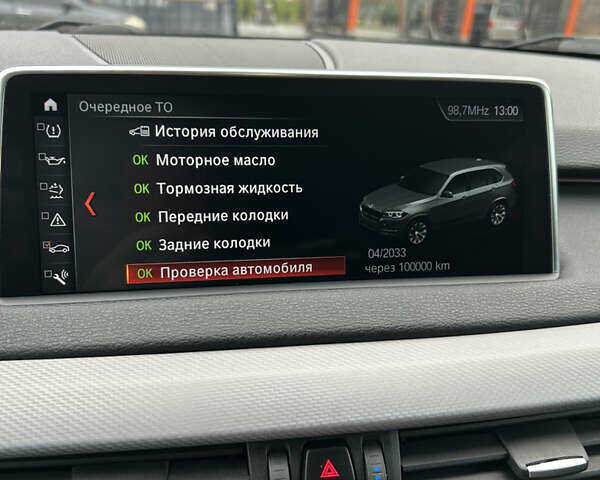 Очередное ТО
98,7MHz 13:00
История обслуживания
OK Моторное масло
OK Тормозная жидкость
OK Передние колодки
OK Задние колодки
OK Проверка автомобиля
04/2033
через 100000 km